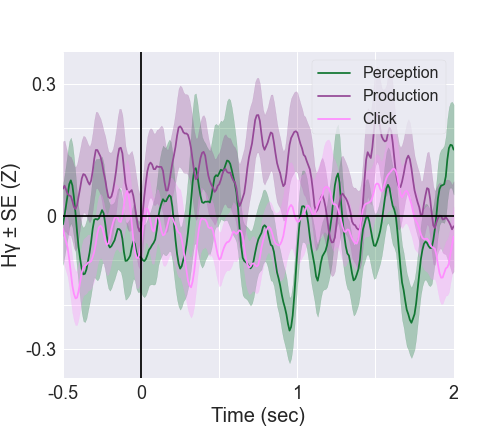 Perception
Production
Click
Hγ ± SE (Z)
0.3
0
-0.3
-0.5
0
1
2
Time (sec)